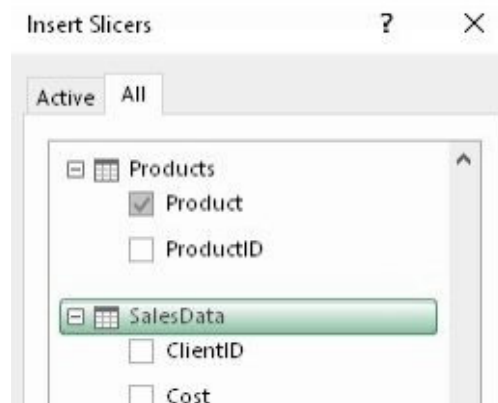 Insert Slicers ? ×
Active All
Products
Product
ProductID
SalesData
ClientID
Cost